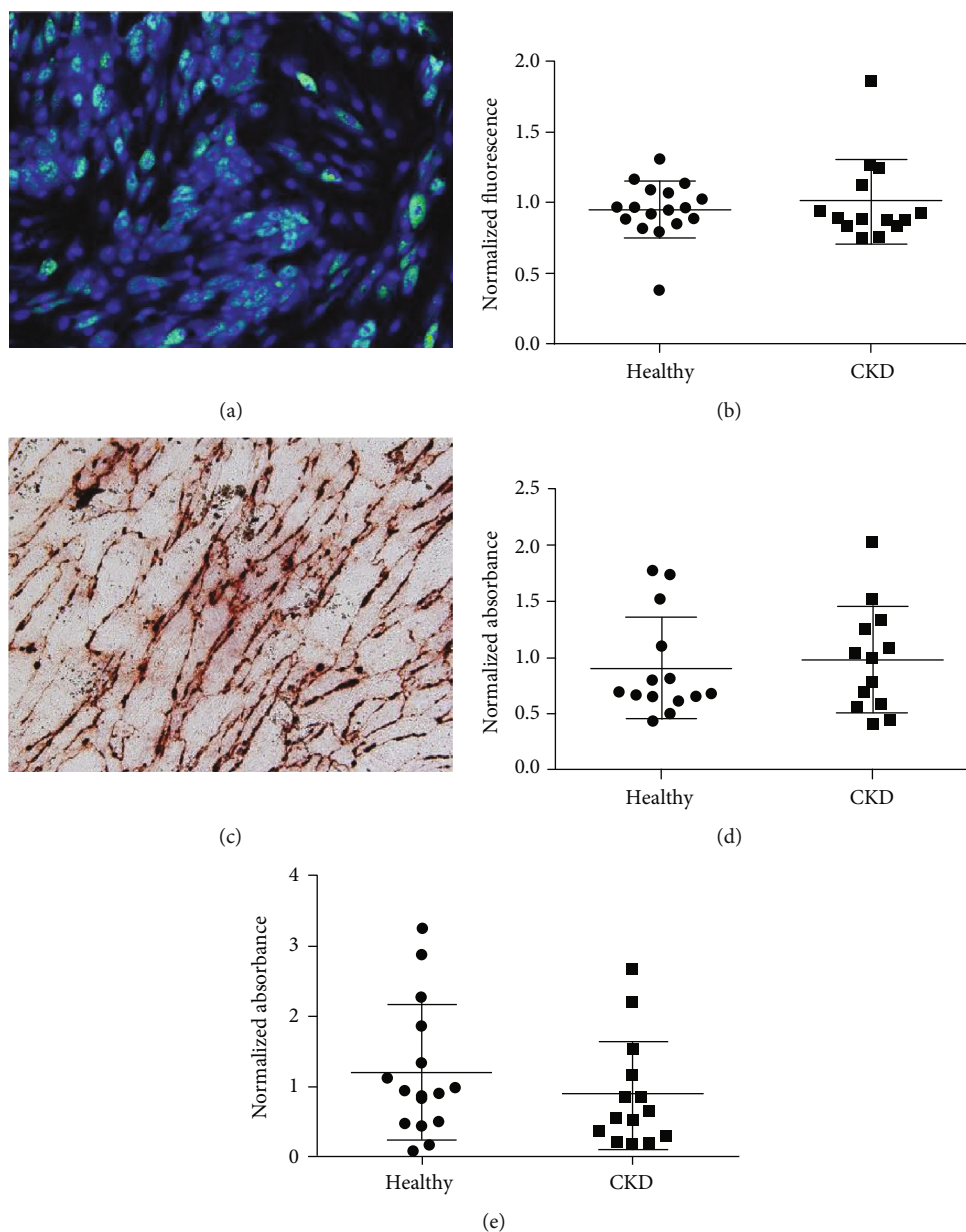 2.0
1.5
1.0
0.5
0.0
Normalized fluorescence
Healthy
CKD
(a)
(b)
2.5
2.0
1.5
1.0
0.5
0.0
Normalized absorbance
Healthy
CKD
(c)
(d)
4
3
2
1
0
Normalized absorbance
Healthy
CKD
(e)